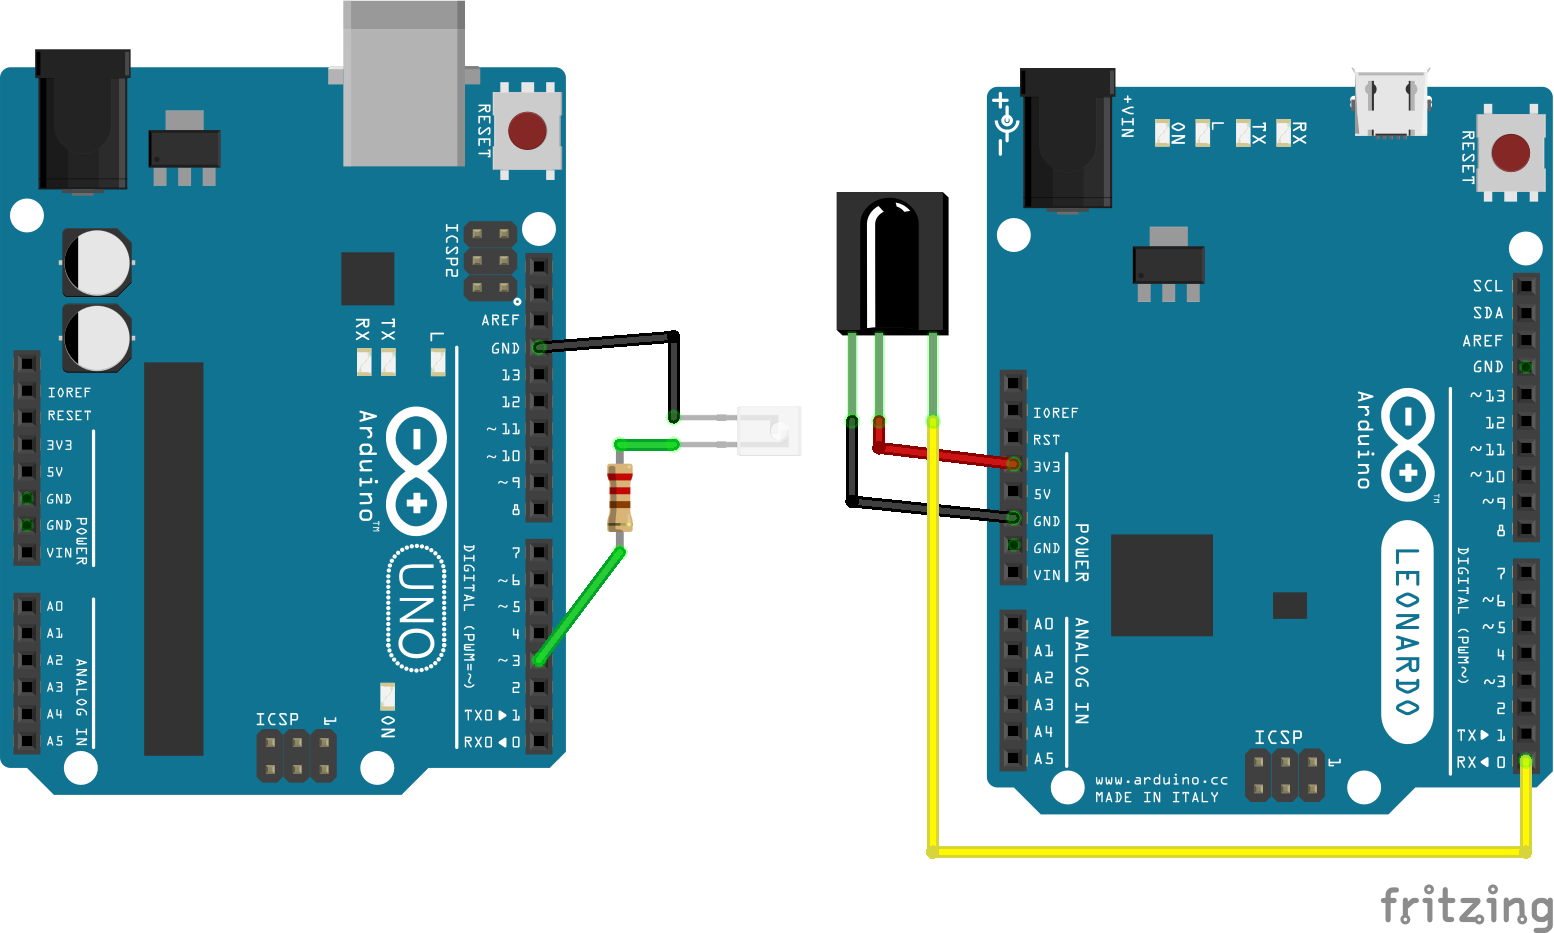 RESET
ICSP2
AREF
GND
13
12
~11
~10
~9
8
7
~6
~5
4
~3
2
TX0▶1
RX0◀0
RX
TX
L
Arduino™
UNO
DIGITAL (PWM=~)
IOREF
RESET
3V3
5V
GND
GND
VIN
POWER
A0
A1
A2
A3
A4
A5
ANALOG IN
ICSP
1
ON
+
-
+VIN
ON
L
TX
RX
RESET
SCL
SDA
AREF
GND
~13
12
~11
~10
~9
8
7
~6
~5
4
~3
2
TX▶1
RX◀0
Arduino
™
LEONARDO
DIGITAL (PWM~)
IOREF
RST
3V3
5V
GND
GND
VIN
POWER
A0
A1
A2
A3
A4
A5
ANALOG IN
ICSP
1
www.arduino.cc
MADE IN ITALY
fritzing